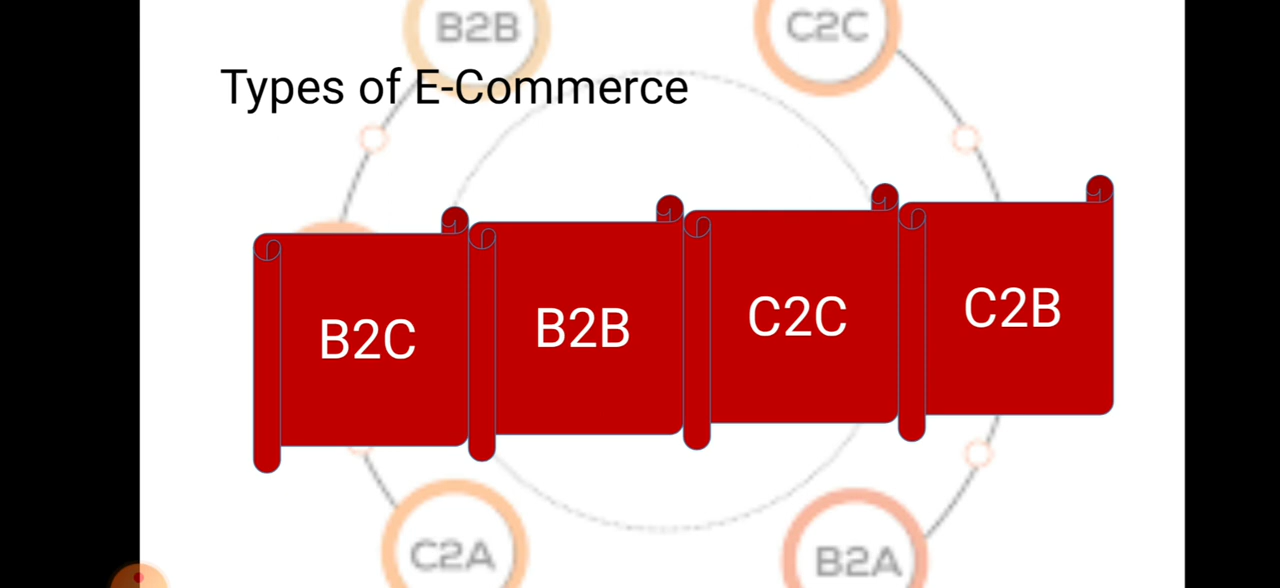 B2B
C2C
Types of E-Commerce
B2C
B2B
C2C
C2B
C2A
B2A